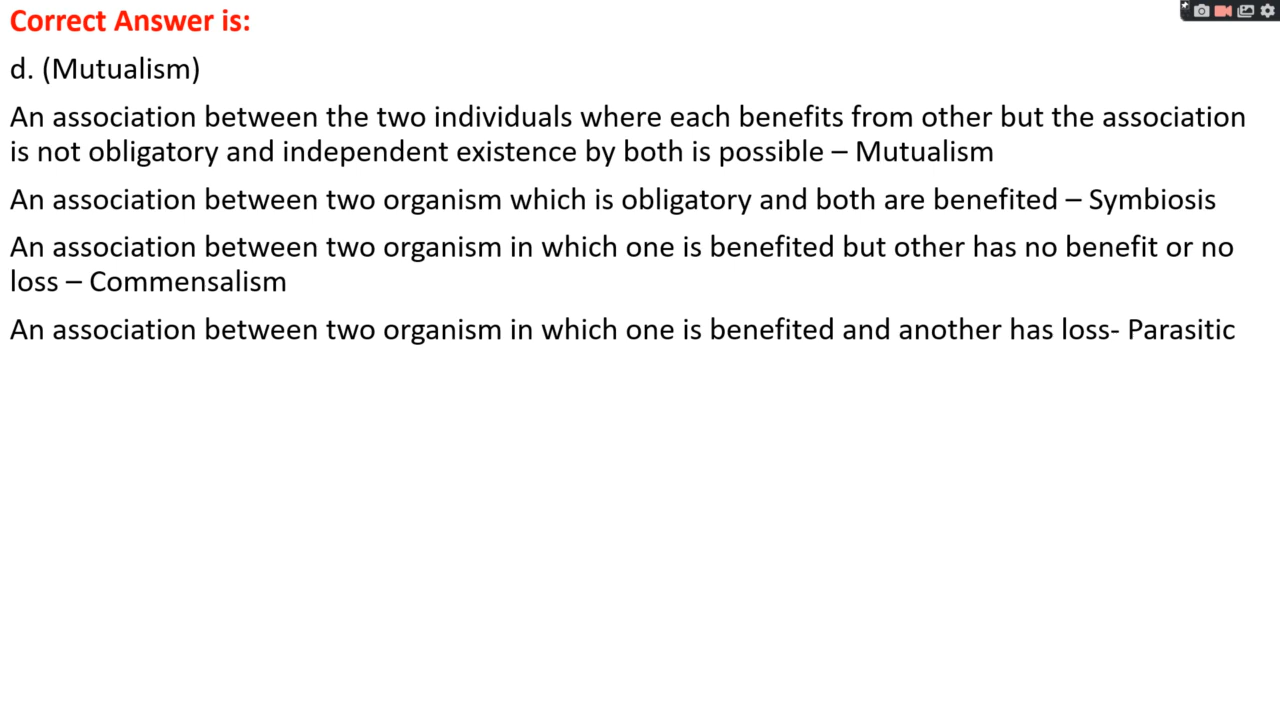 Correct Answer is:
d. (Mutualism)
An association between the two individuals where each benefits from other but the association
is not obligatory and independent existence by both is possible – Mutualism
An association between two organism which is obligatory and both are benefited – Symbiosis
An association between two organism in which one is benefited but other has no benefit or no
loss – Commensalism
An association between two organism in which one is benefited and another has loss- Parasitic